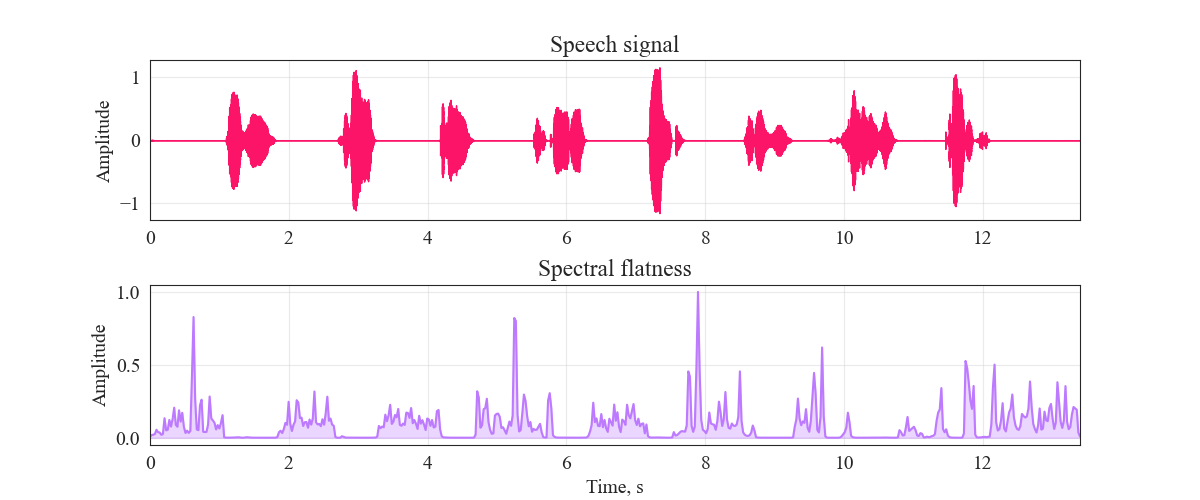 Speech signal
Amplitude
1
0
−1
0 2 4 6 8 10 12
Spectral flatness
Amplitude
1.0
0.5
0.0
0 2 4 6 8 10 12
Time, s